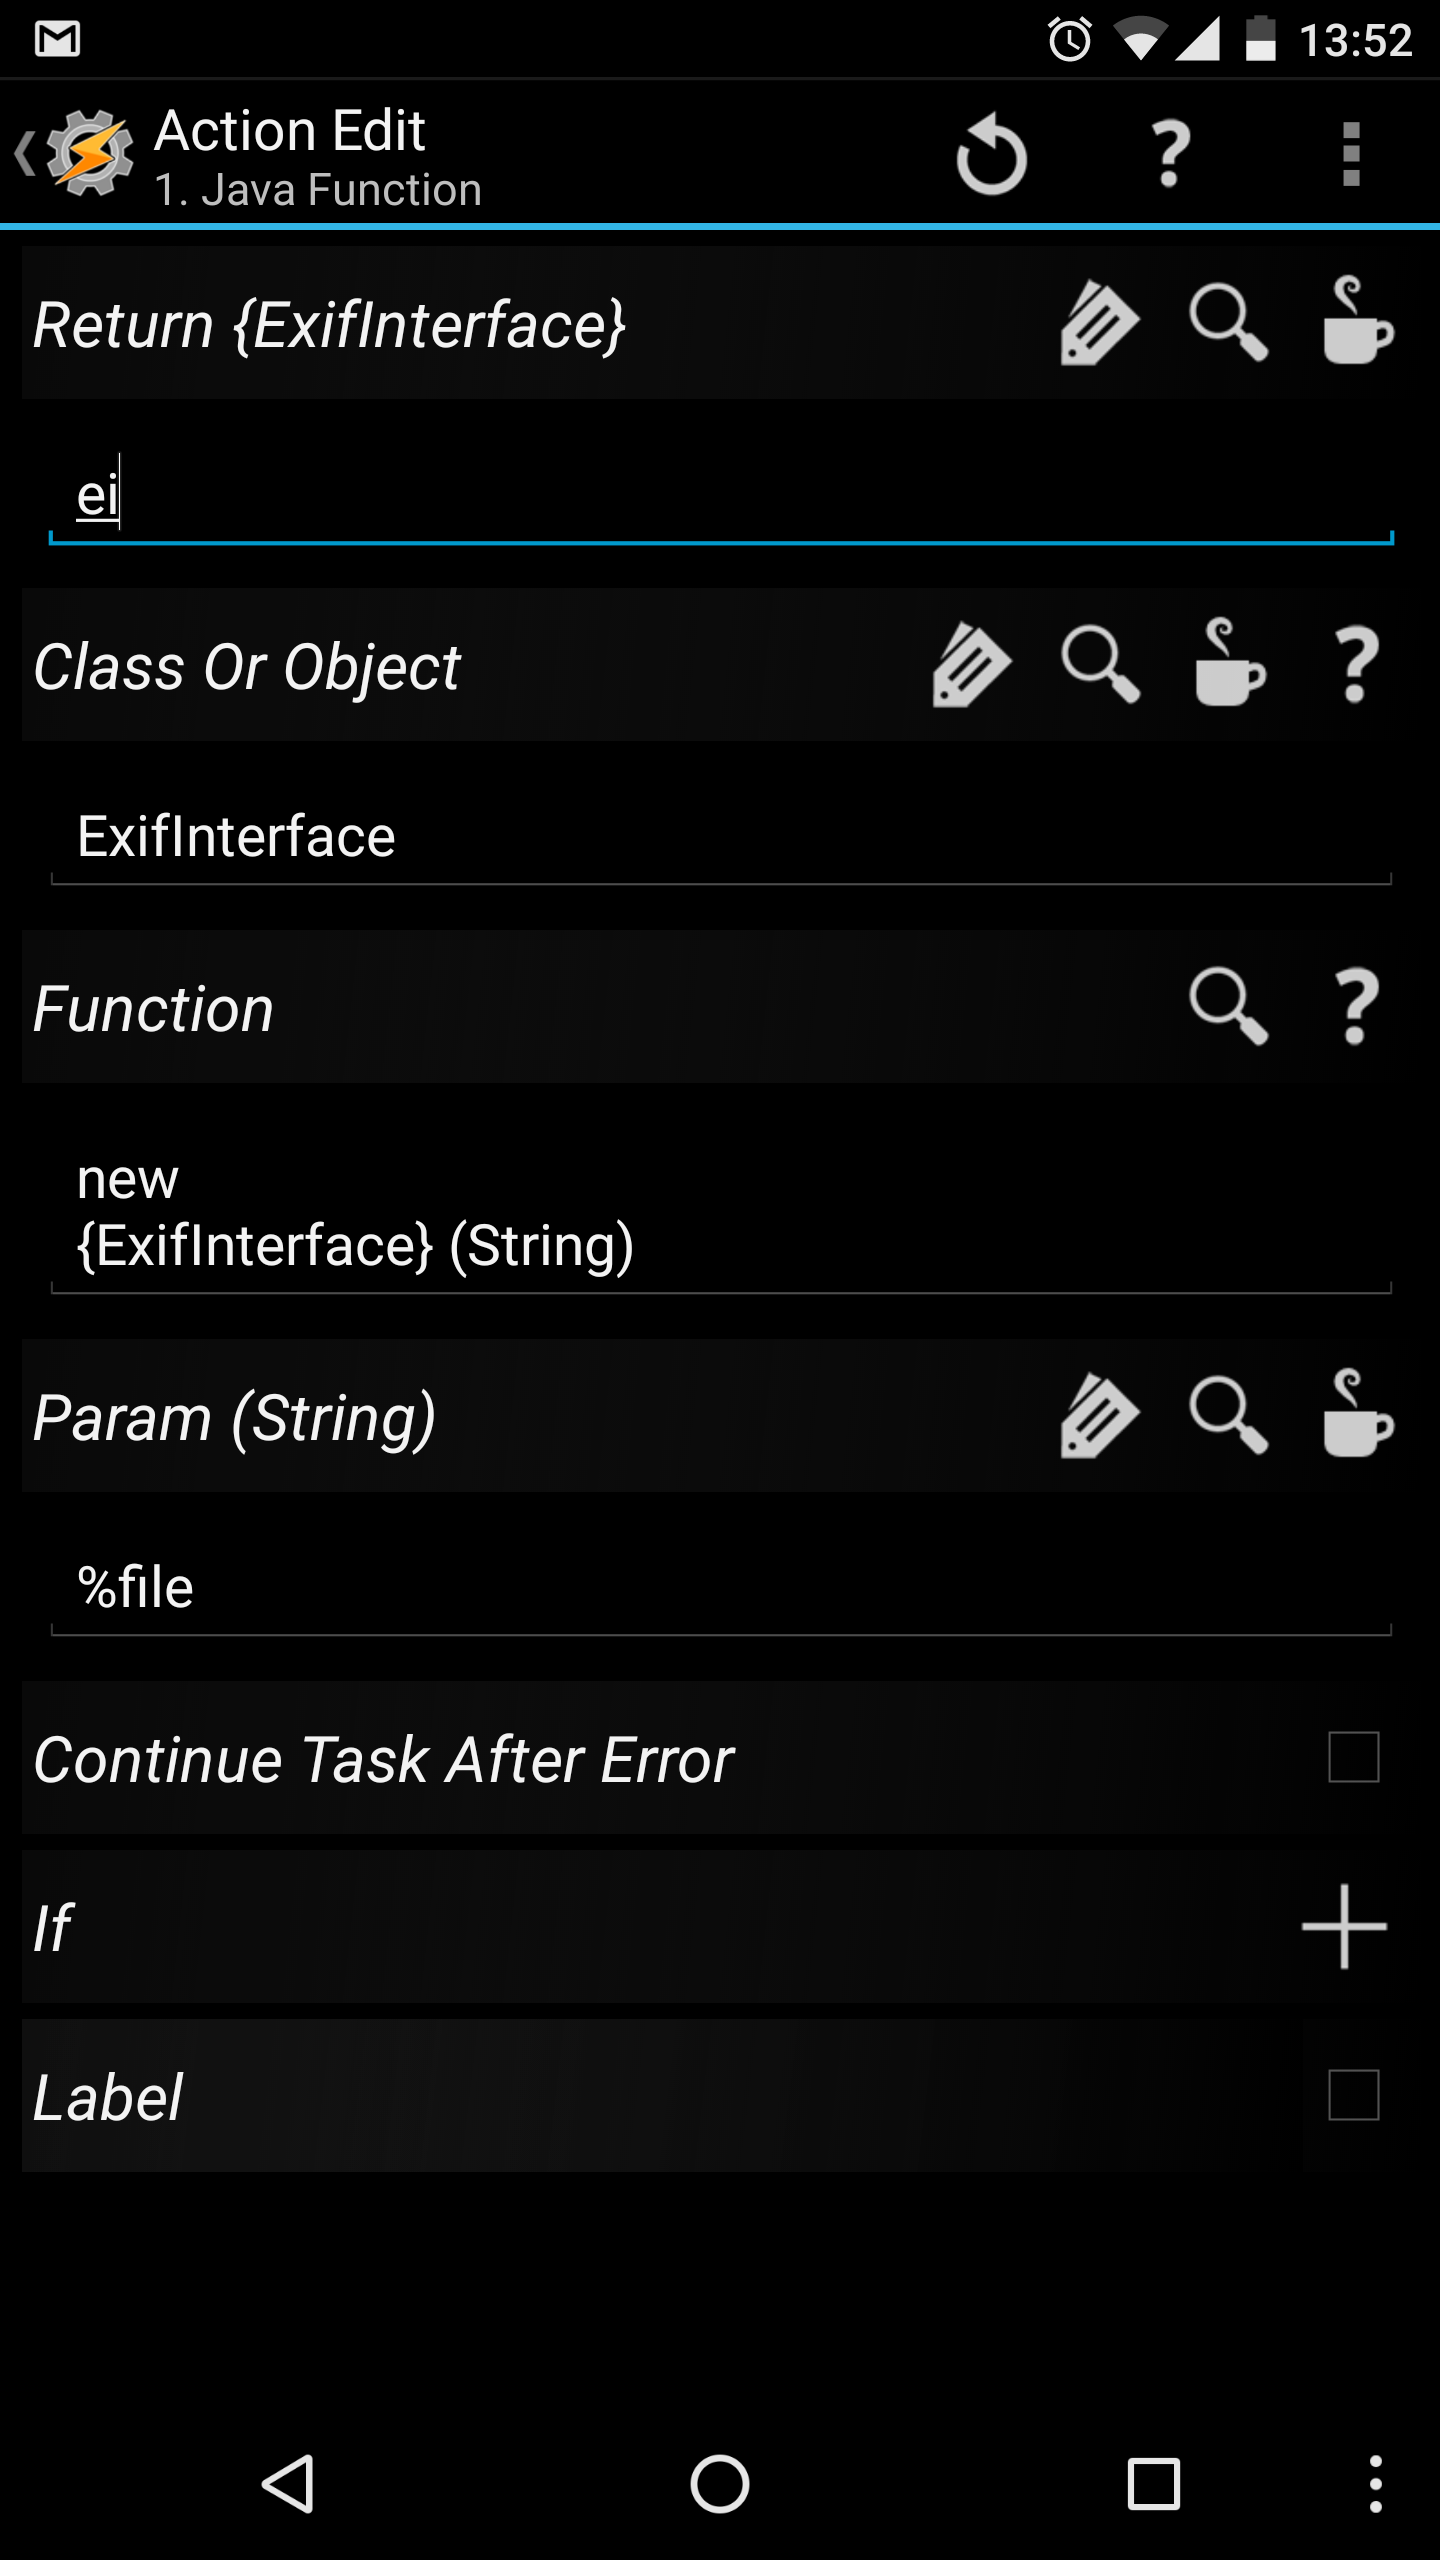 13:52
Action Edit
1. Java Function
Return {ExifInterface}
ei
Class Or Object
?
ExifInterface
Function
?
new
{ExifInterface} (String)
Param (String)
%file
Continue Task After Error
If
Label